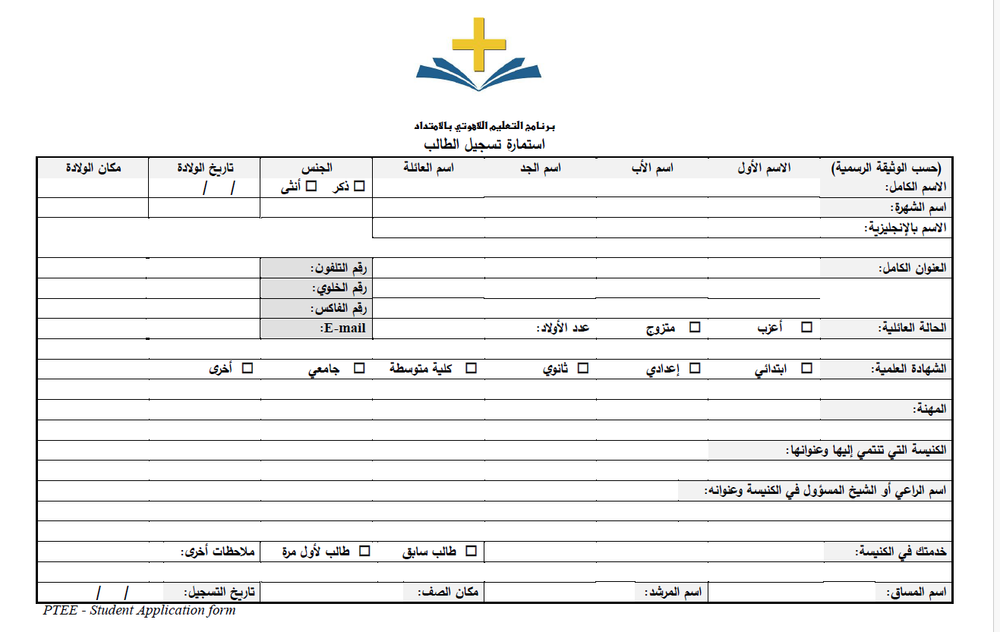 برنامج التعليم اللاهوتي بالامتداد
استمارة تسجيل الطالب
(حسب الوثيقة الرسمية) الاسم الأول اسم الأب اسم الجد اسم العائلة الجنس تاريخ الولادة مكان الولادة
الاسم الكامل: □ ذكر □ أنثى / /
اسم الشهرة:
الاسم بالإنجليزية:
العنوان الكامل: رقم التلفون:
رقم الخلوي:
رقم الفاكس:
الحالة العائلية: □ أعزب □ متزوج عدد الأولاد: E-mail:
الشهادة العلمية: □ ابتدائي □ إعدادي □ ثانوي □ كلية متوسطة □ جامعي □ أخرى
المهنة:
الكنيسة التي تنتمي إليها وعنوانها:
اسم الراعي أو الشيخ المسؤول في الكنيسة وعنوانه:
خدمتك في الكنيسة: □ طالب سابق □ طالب لأول مرة ملاحظات أخرى:
اسم المساق: اسم المرشد: مكان الصف: تاريخ التسجيل: / /
PTEE - Student Application form